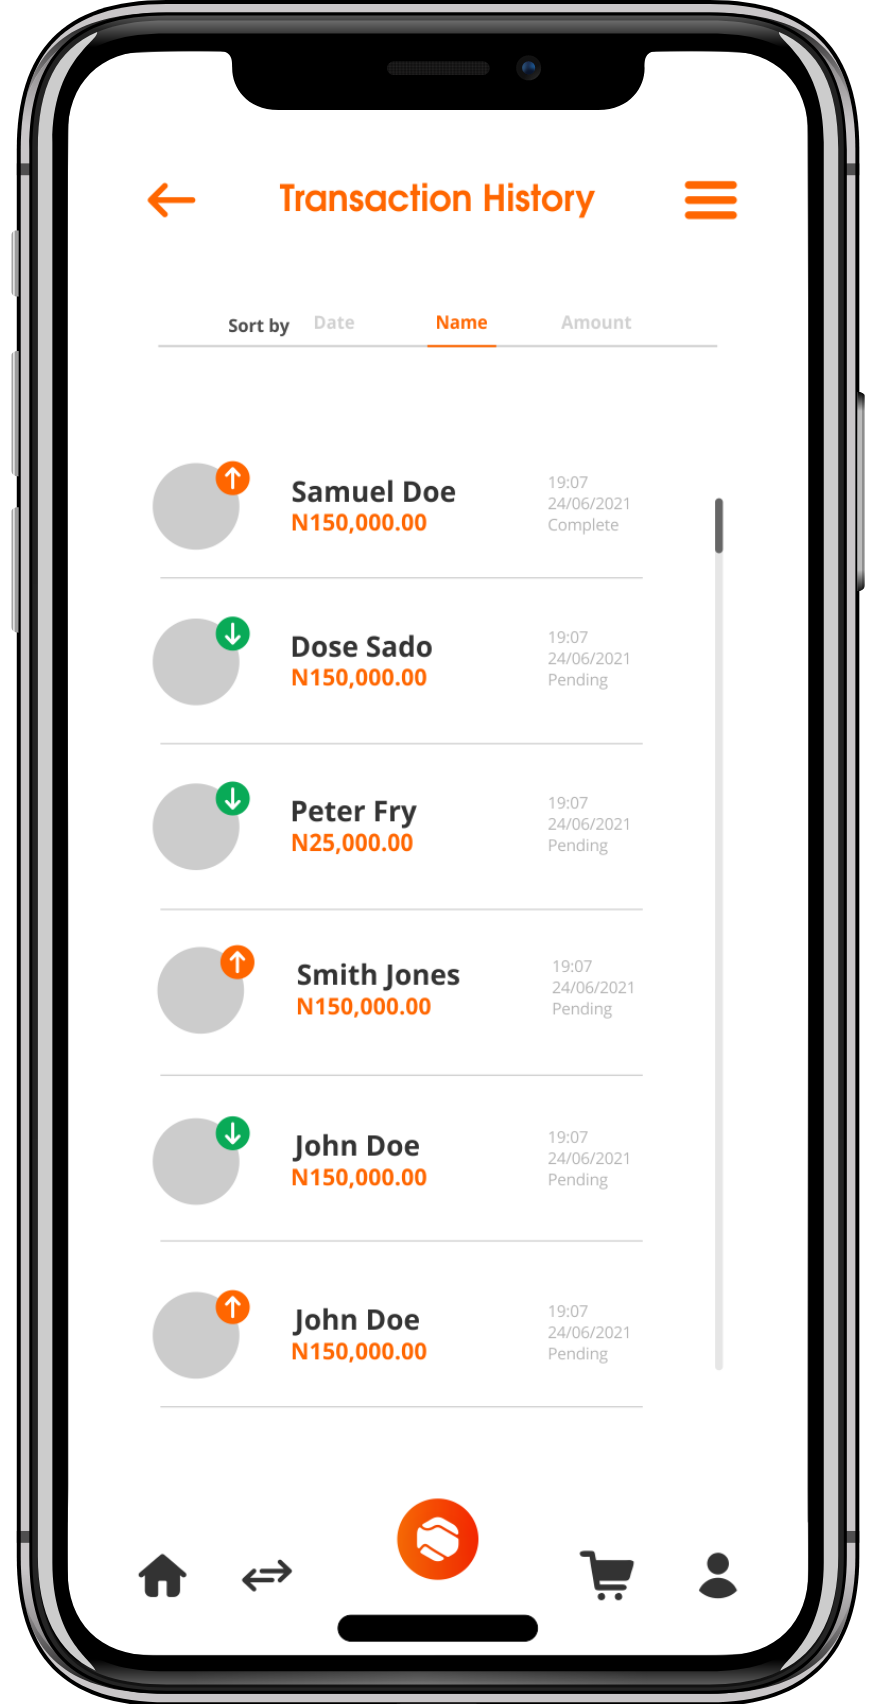 Transaction History
Sort by Date Name Amount
Samuel Doe
N150,000.00
19:07
24/06/2021
Complete
Dose Sado
N150,000.00
19:07
24/06/2021
Pending
Peter Fry
N25,000.00
19:07
24/06/2021
Pending
Smith Jones
N150,000.00
19:07
24/06/2021
Pending
John Doe
N150,000.00
19:07
24/06/2021
Pending
John Doe
N150,000.00
19:07
24/06/2021
Pending